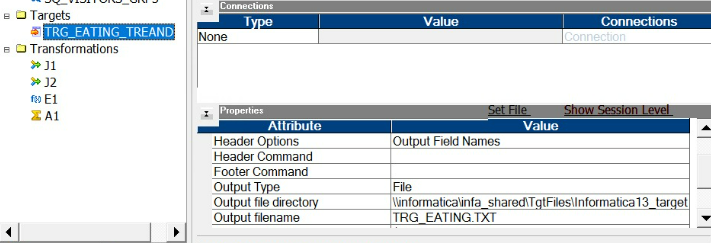 SQ_VISITORS_GRPS
Targets
TRG_EATING_TREAND
Transformations
J1
J2
f(x) E1
A1
Connections
Type Value Connections
None Connection
Properties Set File Show Session Level
Attribute Value
Header Options Output Field Names
Header Command
Footer Command
Output Type File
Output file directory \\informatica\infa_shared\TgtFiles\Informatica13_target
Output filename TRG_EATING.TXT